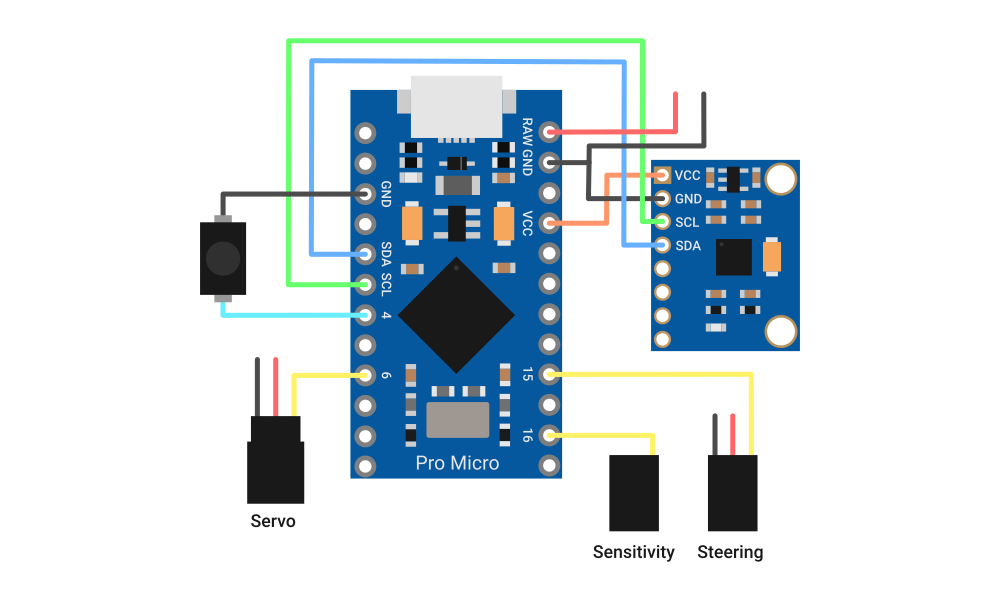 RAW
GND
VCC
15
16
GND
SDA
SCL
4
6
Pro Micro
VCC
GND
SCL
SDA
Servo
Sensitivity
Steering